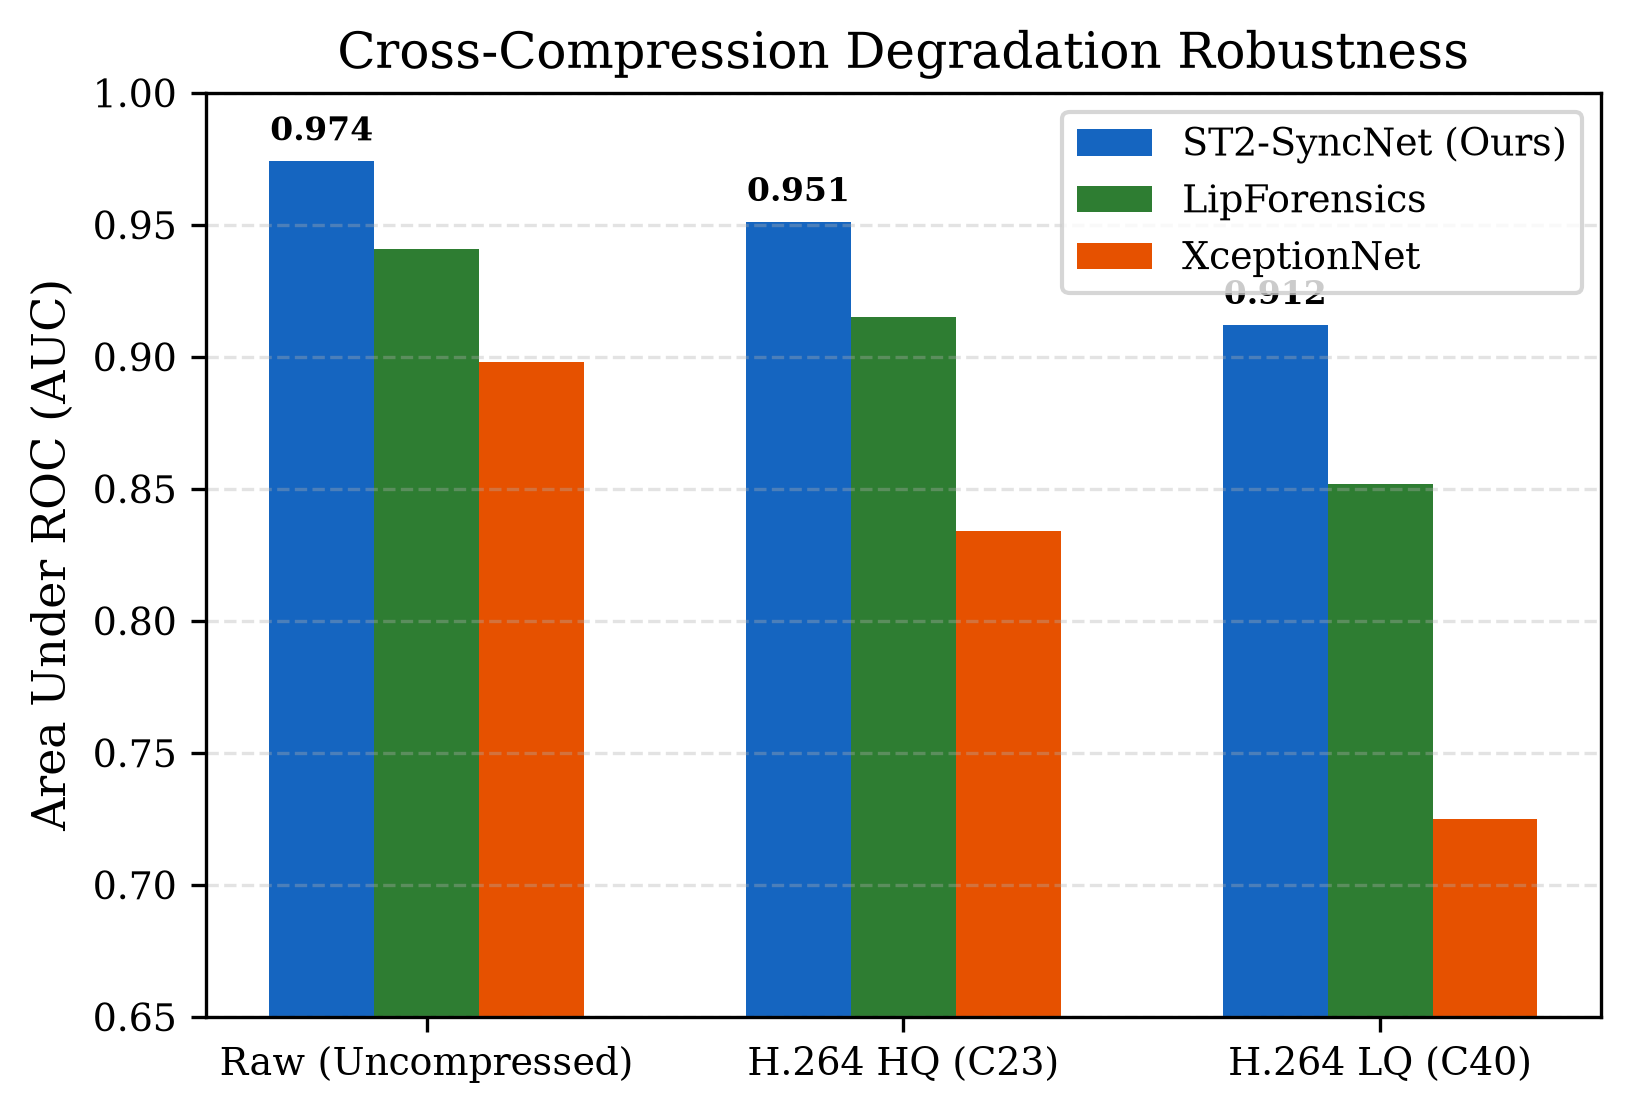 Cross-Compression Degradation Robustness
Area Under ROC (AUC)
1.00
0.95
0.90
0.85
0.80
0.75
0.70
0.65
0.974
0.951
0.912
ST2-SyncNet (Ours)
LipForensics
XceptionNet
Raw (Uncompressed)
H.264 HQ (C23)
H.264 LQ (C40)